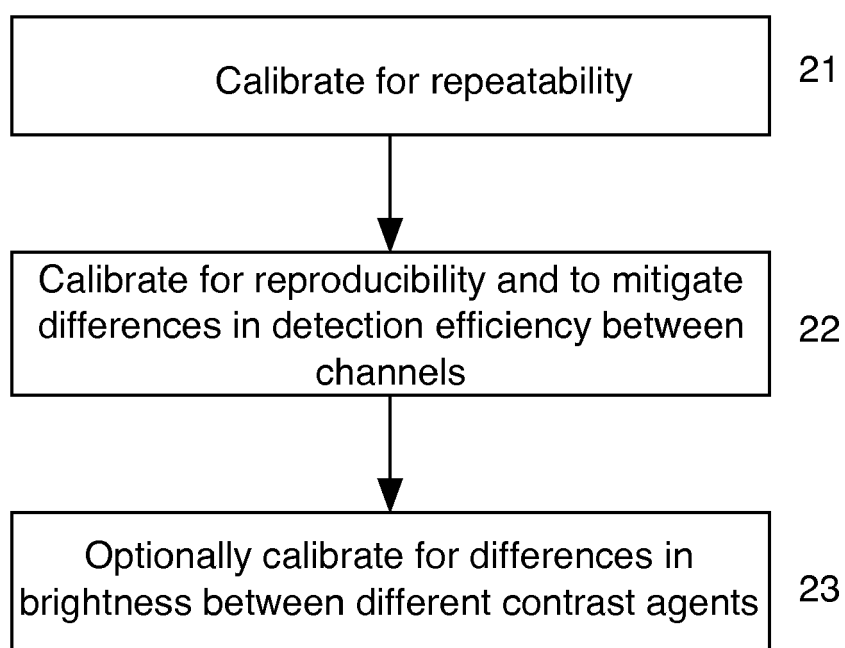 Calibrate for repeatability
21
Calibrate for reproducibility and to mitigate
differences in detection efficiency between
channels
22
Optionally calibrate for differences in
brightness between different contrast agents
23